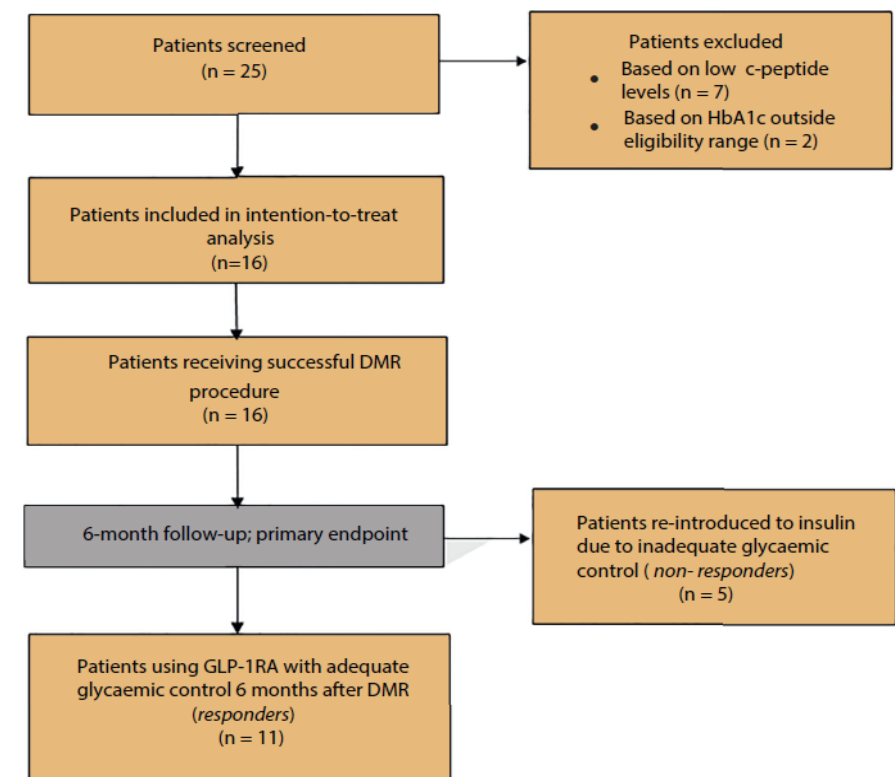 Patients screened
(n = 25)
Patients excluded
• Based on low c-peptide
levels (n = 7)
• Based on HbA1c outside
eligibility range (n = 2)
Patients included in intention-to-treat
analysis
(n=16)
Patients receiving successful DMR
procedure
(n = 16)
6-month follow-up; primary endpoint
Patients re-introduced to insulin
due to inadequate glycaemic
control ( non- responders)
(n = 5)
Patients using GLP-1RA with adequate
glycaemic control 6 months after DMR
(responders)
(n = 11)